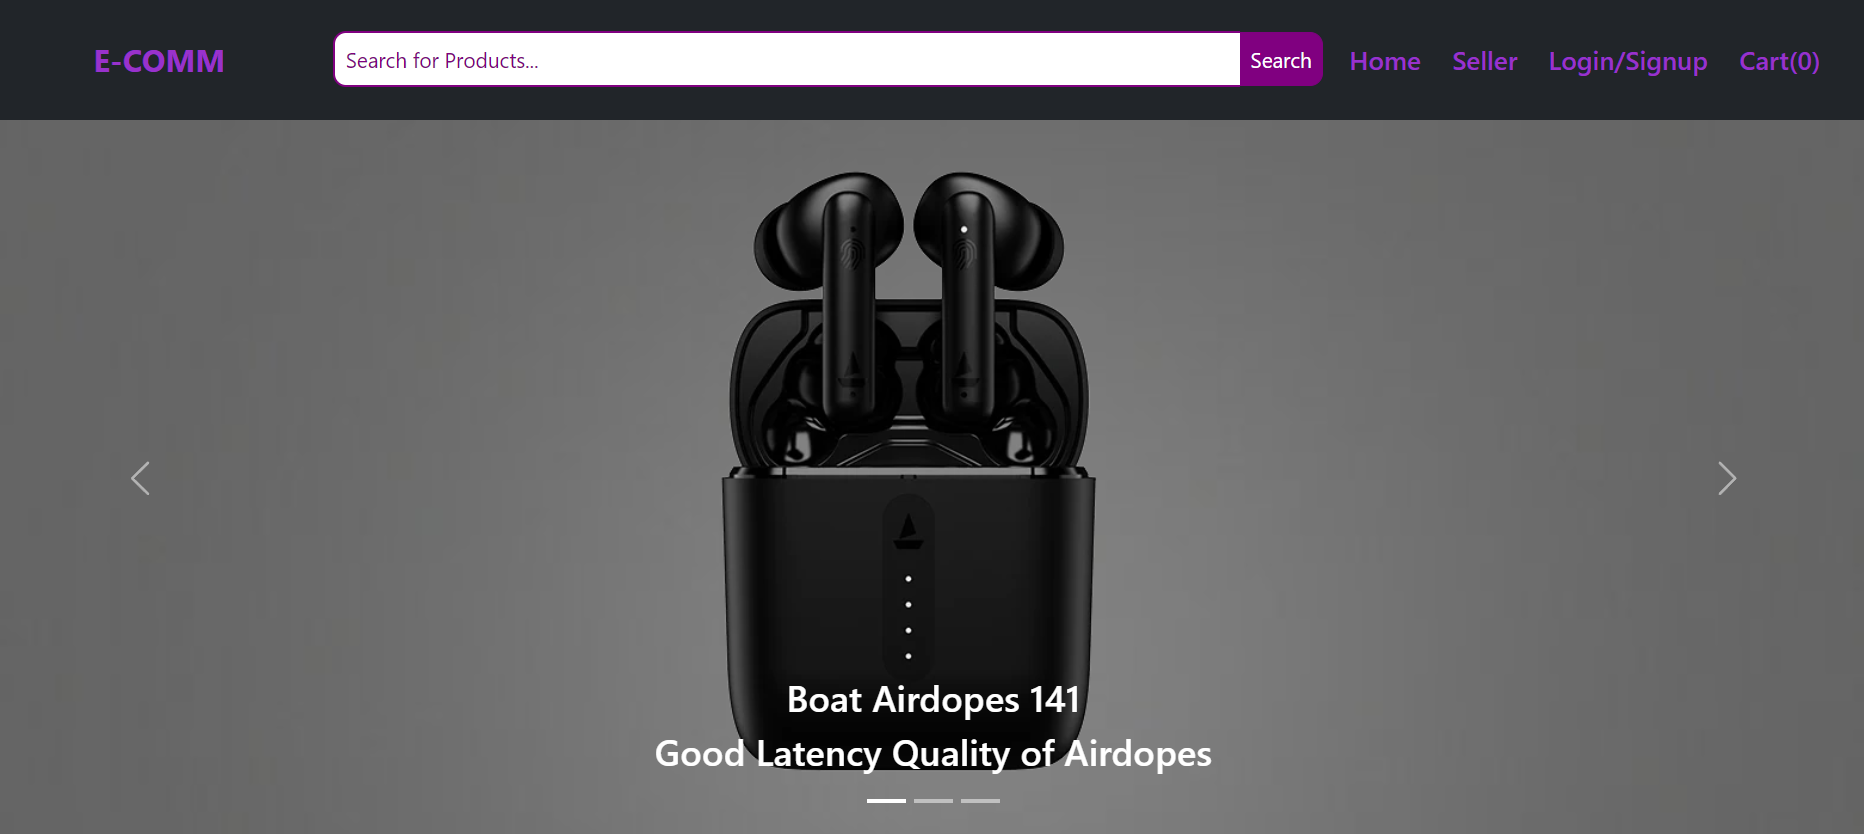 E-COMM
Search for Products...
Search
Home
Seller
Login/Signup
Cart(0)
Boat Airdopes 141
Good Latency Quality of Airdopes